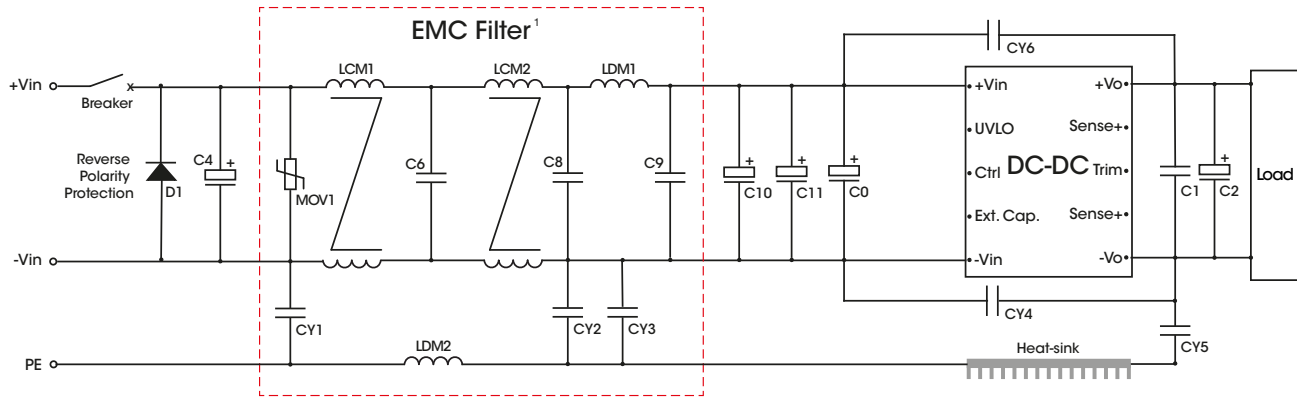 EMC Filter¹
CY6
LCM1
LCM2
LDM1
+Vin
Breaker
x
+Vin
+Vo
UVLO
Sense+
Reverse
Polarity
Protection
D1
C4
+
MOV1
C6
C8
C9
+
C10
+
C11
+
C0
Ctrl
DC-DC
Trim
C1
+
C2
Load
Ext. Cap.
Sense+
-Vin
-Vin
-Vo
CY1
CY2
CY3
CY4
CY5
LDM2
Heat-sink
PE